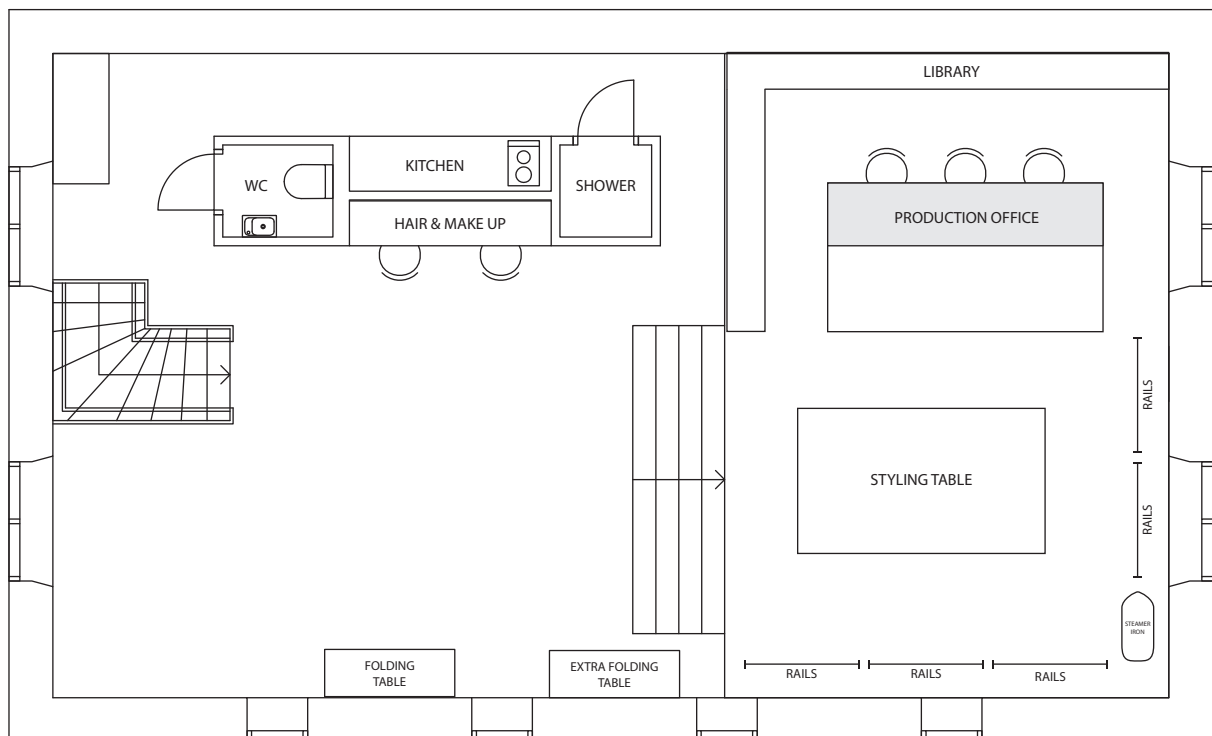 LIBRARY
KITCHEN
WC
SHOWER
PRODUCTION OFFICE
HAIR & MAKE UP
RAILS
STYLING TABLE
RAILS
STEAMER
IRON
FOLDING
TABLE
EXTRA FOLDING
TABLE
RAILS
RAILS
RAILS